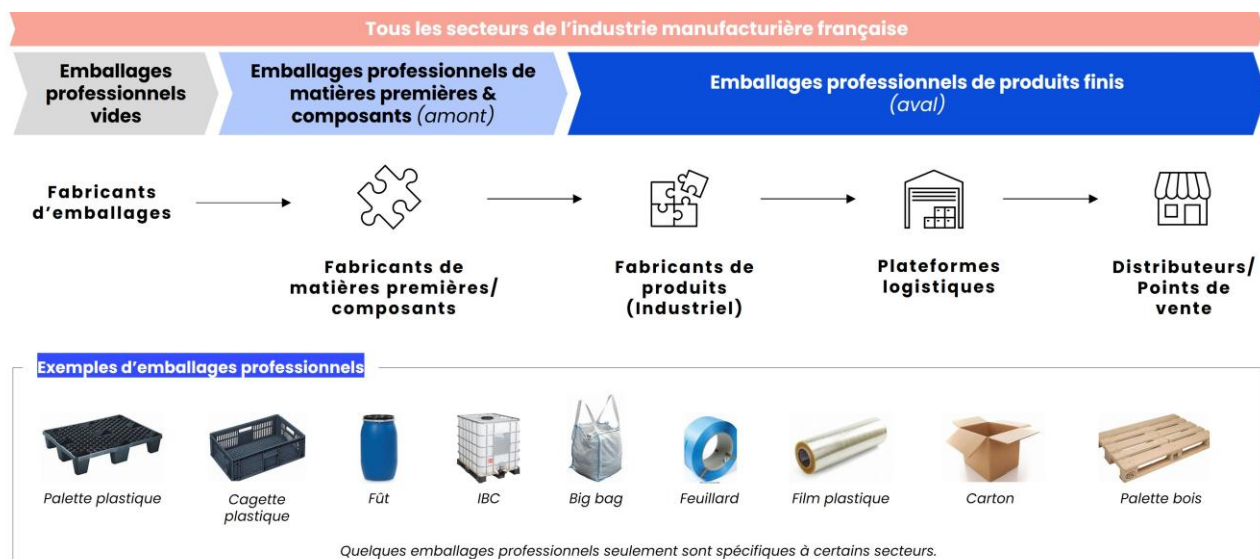 Tous les secteurs de l’industrie manufacturière française
Emballages
professionnels
vides
Emballages professionnels de
matières premières &
composants (amont)
Emballages professionnels de produits finis
(aval)
Fabricants
d’emballages
Fabricants de
matières premières/
composants
Fabricants de
produits
(Industriel)
Plateformes
logistiques
Distributeurs/
Points de
vente
Exemples d’emballages professionnels
Palette plastique
Cagette
plastique
Fût
IBC
Big bag
Feuillard
Film plastique
Carton
Palette bois
Quelques emballages professionnels seulement sont spécifiques à certains secteurs.